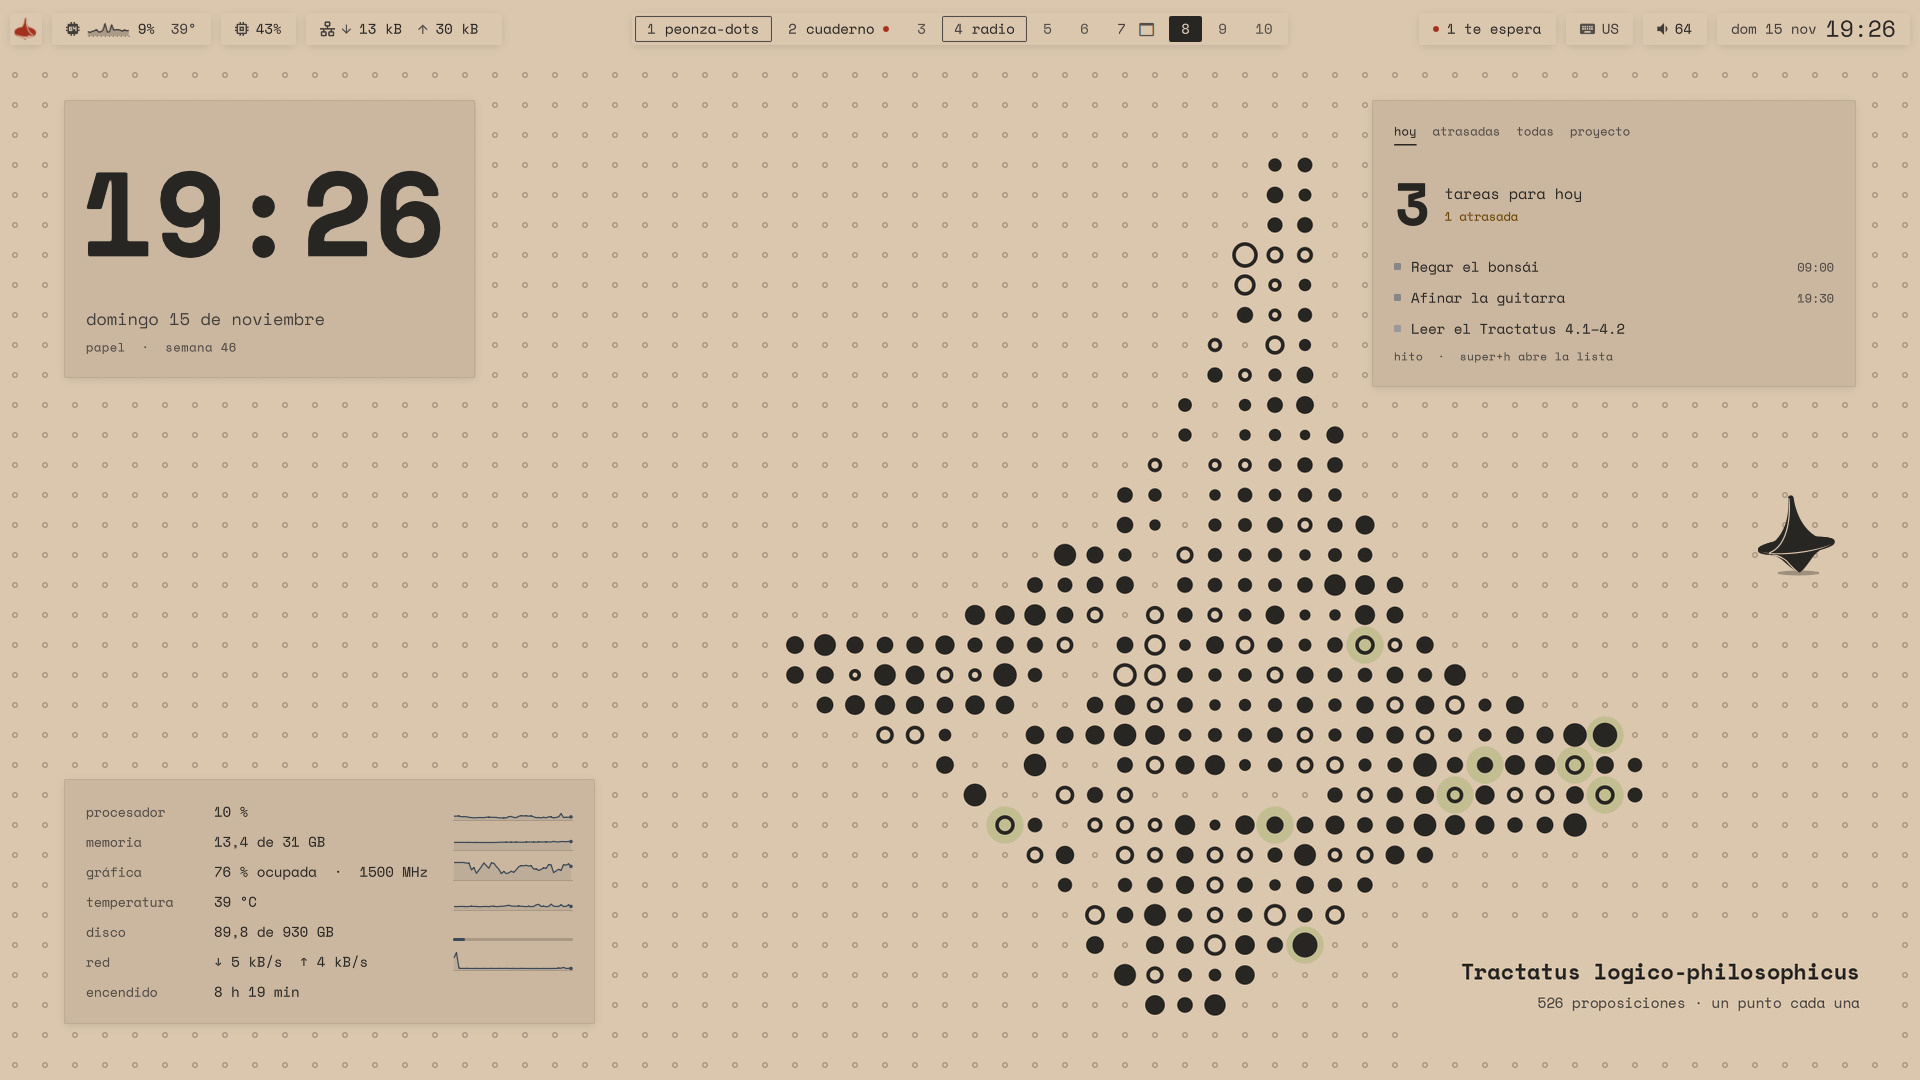 9% 39° 43% ↓ 13 kB ↑ 30 kB 1 peonza-dots 2 cuaderno 3 4 radio 5 6 7 8 9 10 1 te espera US 64 dom 15 nov 19:26
19:26
domingo 15 de noviembre
papel · semana 46
hoy atrasadas todas proyecto
3 tareas para hoy
1 atrasada
Regar el bonsái 09:00
Afinar la guitarra 19:30
Leer el Tractatus 4.1–4.2
hito · super+h abre la lista
procesador 10 %
memoria 13,4 de 31 GB
gráfica 76 % ocupada · 1500 MHz
temperatura 39 °C
disco 89,8 de 930 GB
red ↓ 5 kB/s ↑ 4 kB/s
encendido 8 h 19 min
Tractatus logico-philosophicus
526 proposiciones · un punto cada una